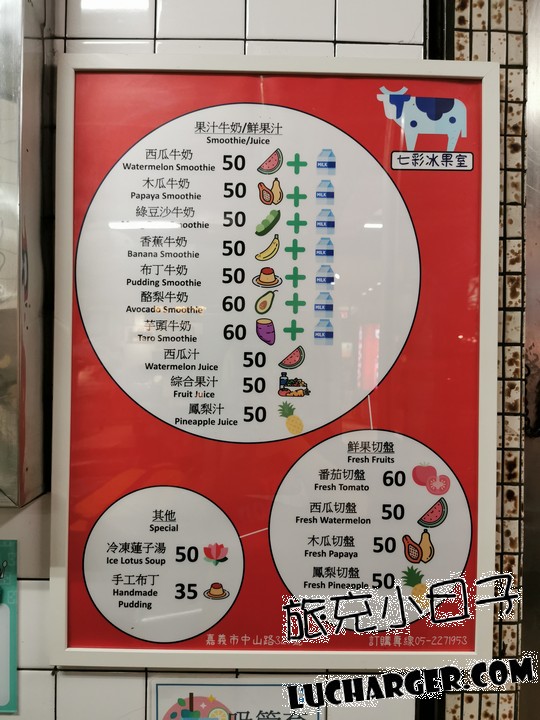 七彩冰果室
果汁牛奶/鮮果汁
Smoothie/Juice
西瓜牛奶 50
Watermelon Smoothie
MILK
木瓜牛奶 50
Papaya Smoothie
MILK
綠豆沙牛奶 50
Smoothie
MILK
香蕉牛奶 50
Banana Smoothie
MILK
布丁牛奶 50
Pudding Smoothie
MILK
酪梨牛奶 60
Avocado Smoothie
MILK
芋頭牛奶 60
Taro Smoothie
MILK
西瓜汁 50
Watermelon Juice
綜合果汁 50
Fruit Juice
鳳梨汁 50
Pineapple Juice
鮮果切盤
Fresh Fruits
番茄切盤 60
Fresh Tomato
西瓜切盤 50
Fresh Watermelon
木瓜切盤 50
Fresh Papaya
鳳梨切盤 50
Fresh Pineapple
其他
Special
冷凍蓮子湯 50
Ice Lotus Soup
手工布丁 35
Handmade
Pudding
嘉義市中山路
訂購專線05-2271953
旅充小日子
LUCHARGER.COM